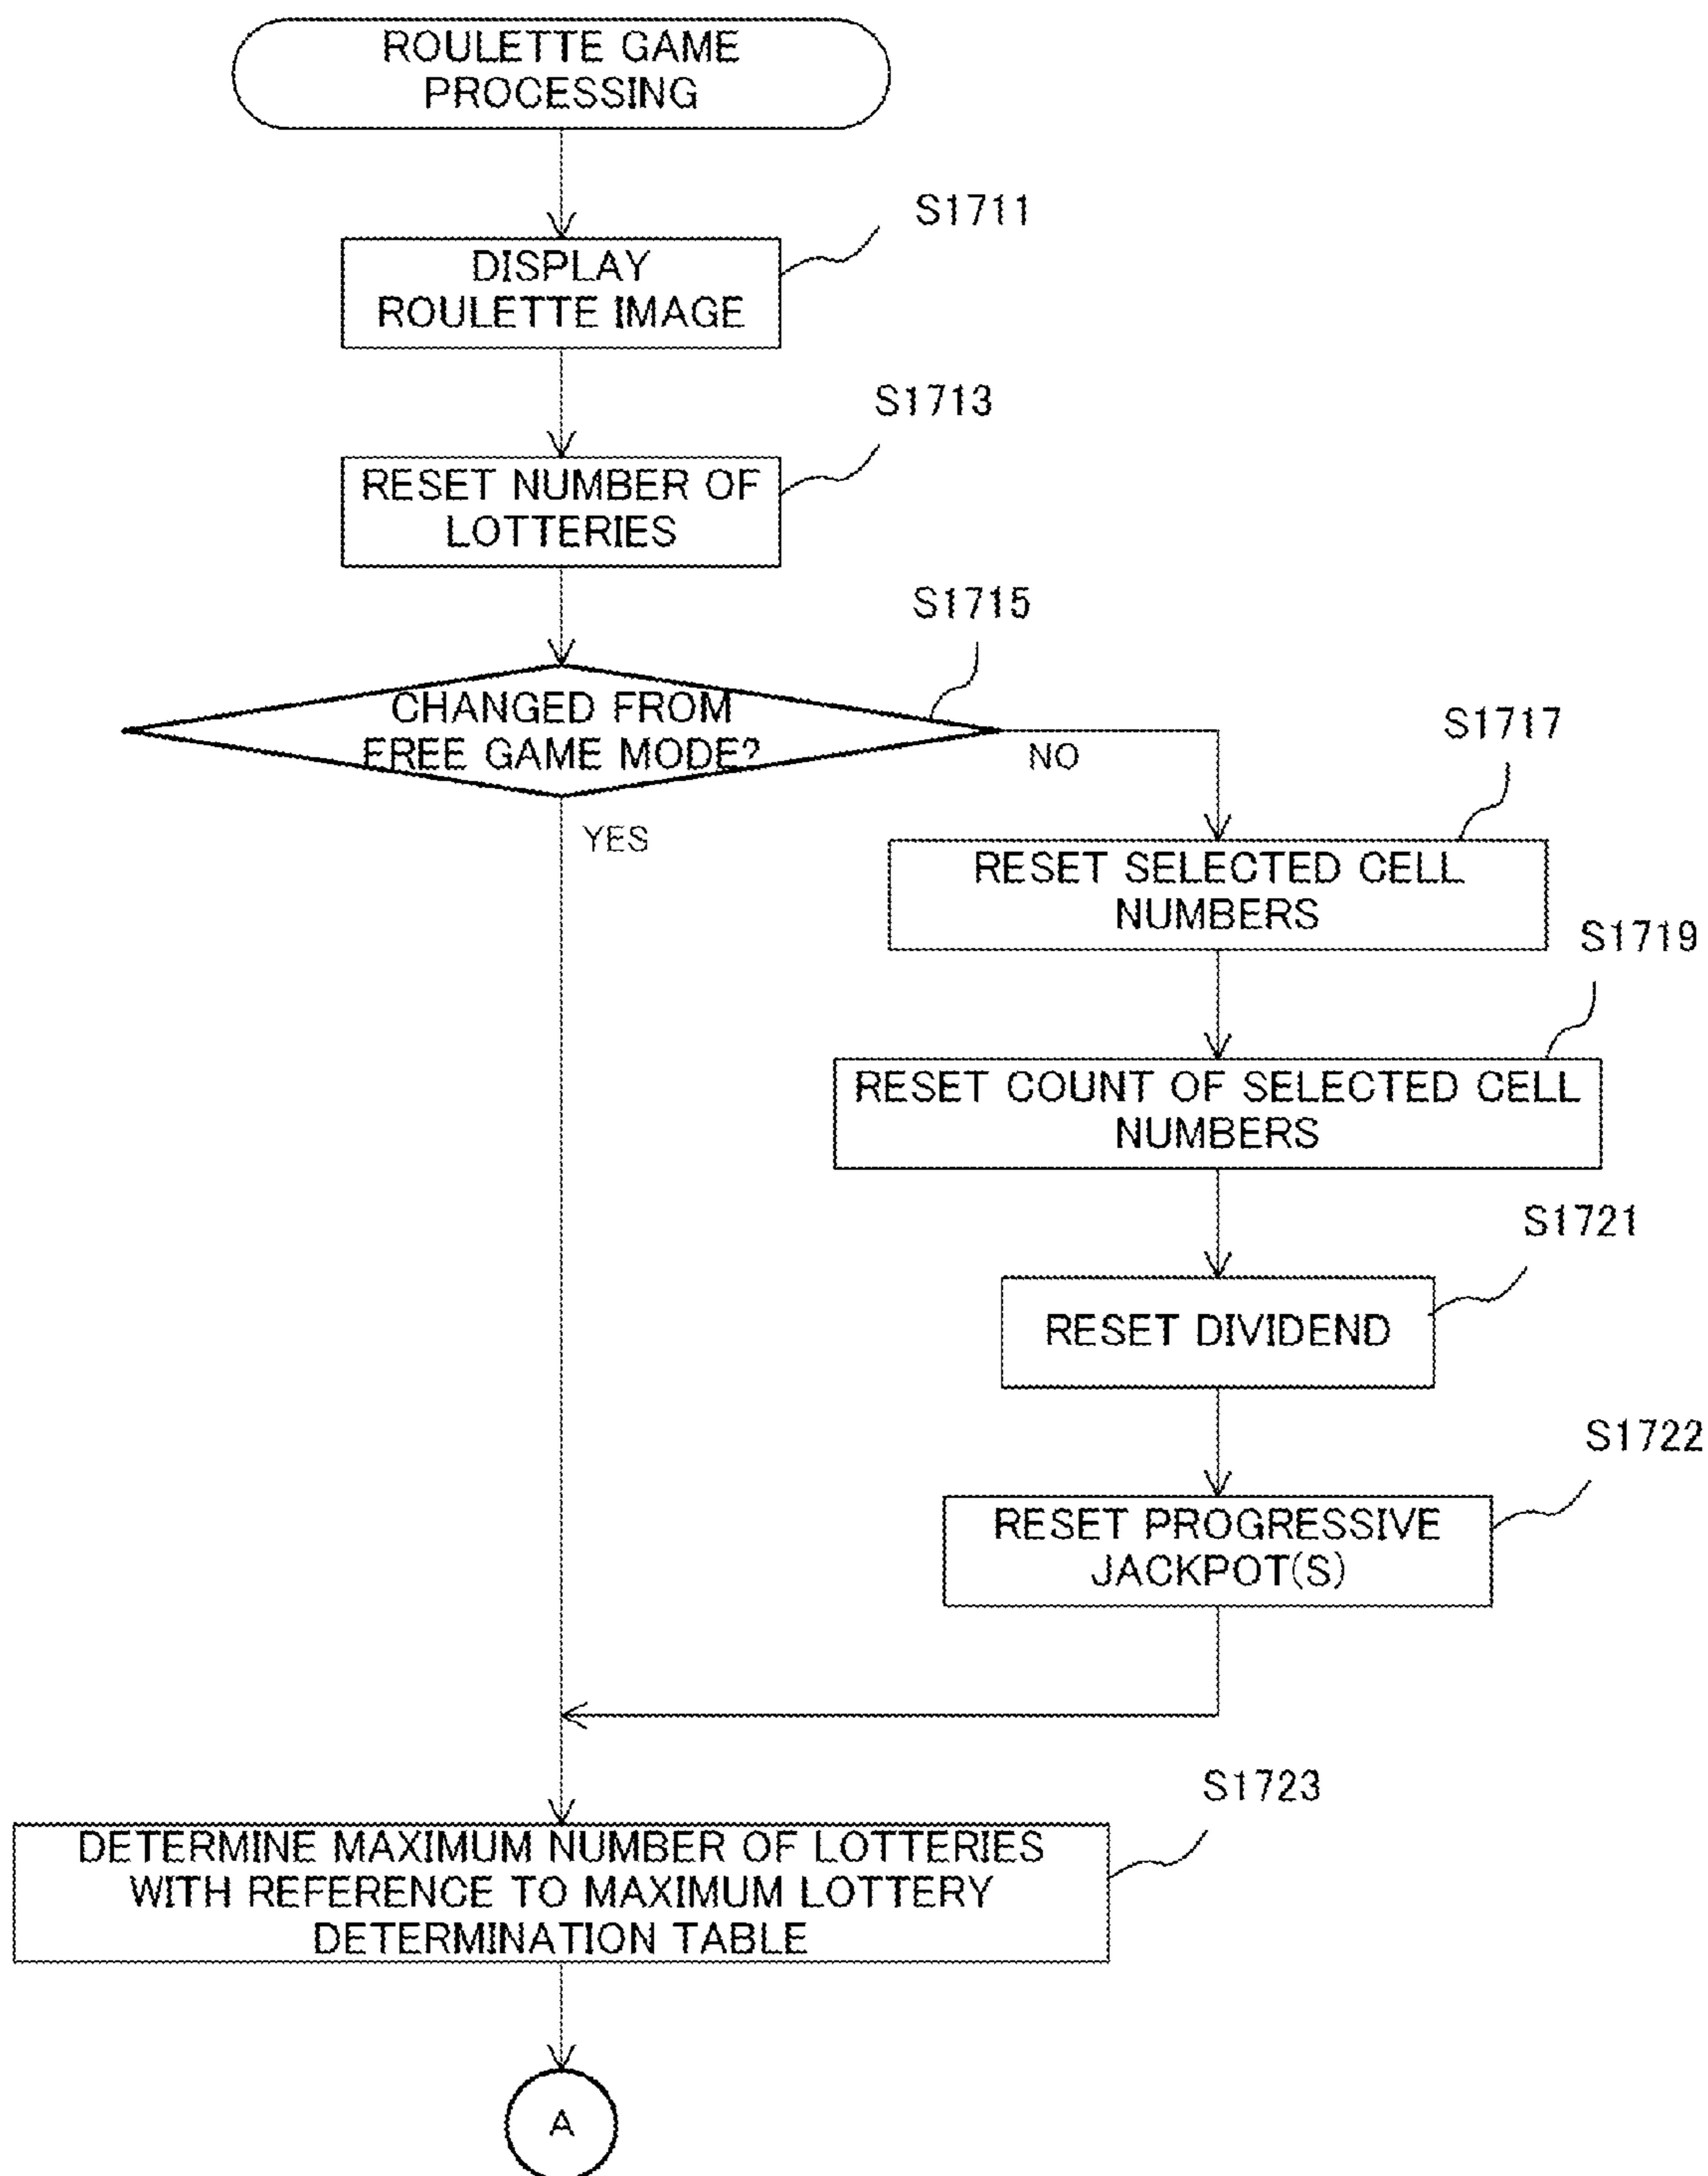 ROULETTE GAME
PROCESSING
S1711
DISPLAY
ROULETTE IMAGE
S1713
RESET NUMBER OF
LOTTERIES
S1715
CHANGED FROM
FREE GAME MODE?
NO
YES
S1717
RESET SELECTED CELL
NUMBERS
S1719
RESET COUNT OF SELECTED CELL
NUMBERS
S1721
RESET DIVIDEND
S1722
RESET PROGRESSIVE
JACKPOT(S)
S1723
DETERMINE MAXIMUM NUMBER OF LOTTERIES
WITH REFERENCE TO MAXIMUM LOTTERY
DETERMINATION TABLE
A